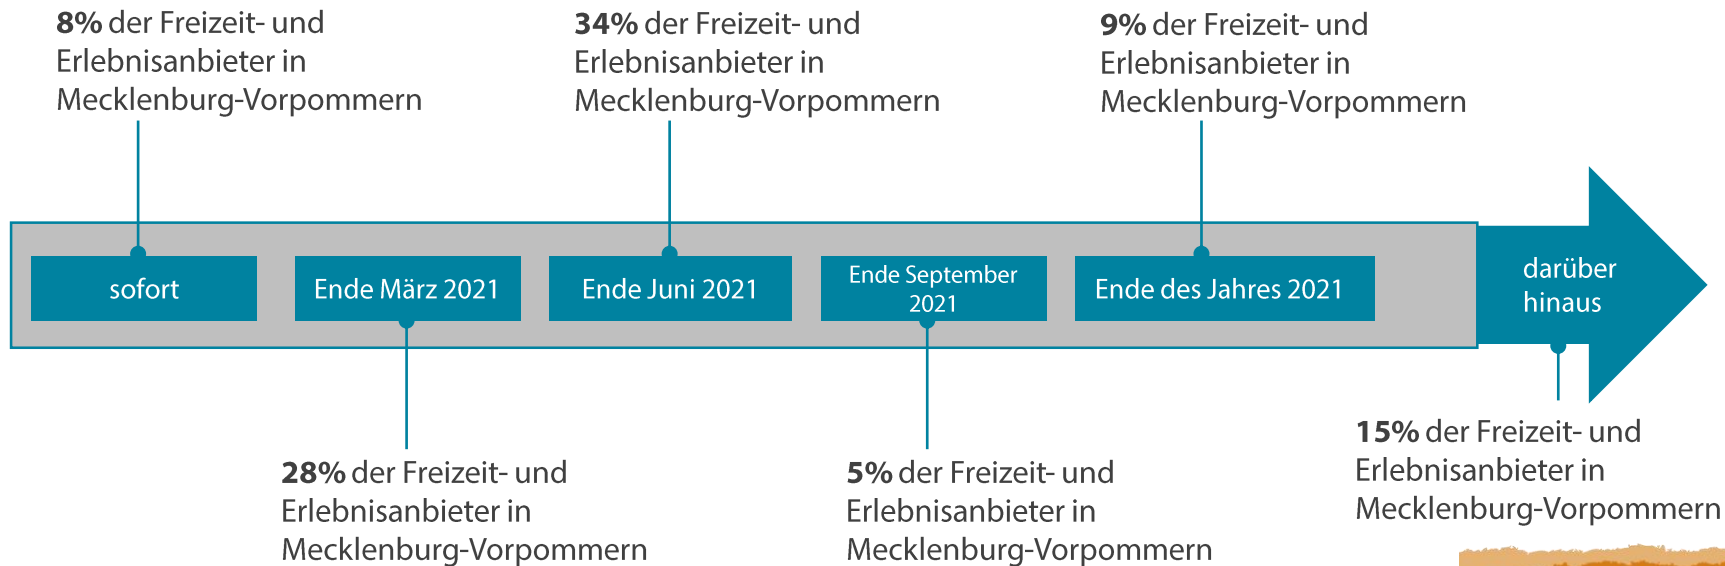 8% der Freizeit- und
Erlebnisanbieter in
Mecklenburg-Vorpommern
34% der Freizeit- und
Erlebnisanbieter in
Mecklenburg-Vorpommern
9% der Freizeit- und
Erlebnisanbieter in
Mecklenburg-Vorpommern
sofort
Ende März 2021
Ende Juni 2021
Ende September
2021
Ende des Jahres 2021
darüber
hinaus
28% der Freizeit- und
Erlebnisanbieter in
Mecklenburg-Vorpommern
5% der Freizeit- und
Erlebnisanbieter in
Mecklenburg-Vorpommern
15% der Freizeit- und
Erlebnisanbieter in
Mecklenburg-Vorpommern